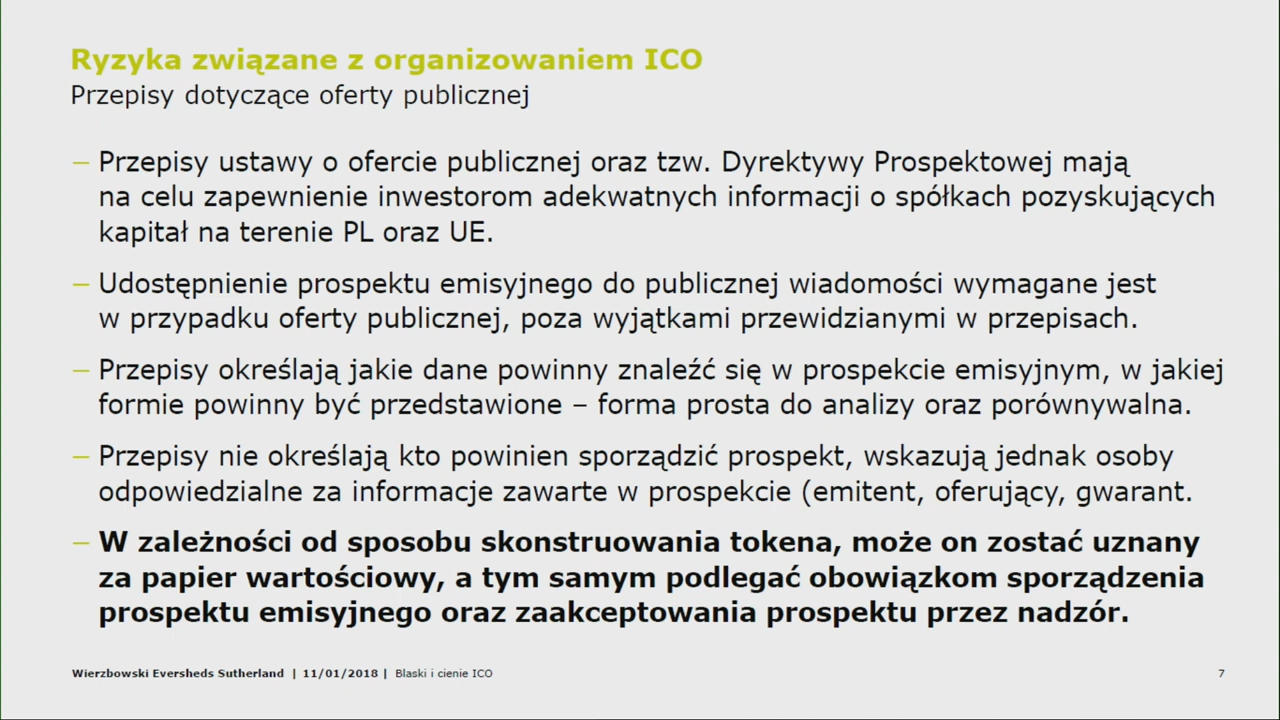 Ryzyka związane z organizowaniem ICO
Przepisy dotyczące oferty publicznej
– Przepisy ustawy o ofercie publicznej oraz tzw. Dyrektywy Prospektowej mają
na celu zapewnienie inwestorom adekwatnych informacji o spółkach pozyskujących
kapitał na terenie PL oraz UE.
– Udostępnienie prospektu emisyjnego do publicznej wiadomości wymagane jest
w przypadku oferty publicznej, poza wyjątkami przewidzianymi w przepisach.
– Przepisy określają jakie dane powinny znaleźć się w prospekcie emisyjnym, w jakiej
formie powinny być przedstawione – forma prosta do analizy oraz porównywalna.
– Przepisy nie określają kto powinien sporządzić prospekt, wskazują jednak osoby
odpowiedzialne za informacje zawarte w prospekcie (emitent, oferujący, gwarant.
– W zależności od sposobu skonstruowania tokena, może on zostać uznany
za papier wartościowy, a tym samym podlegać obowiązkom sporządzenia
prospektu emisyjnego oraz zaakceptowania prospektu przez nadzór.
Wierzbowski Eversheds Sutherland | 11/01/2018 | Blaski i cienie ICO 7